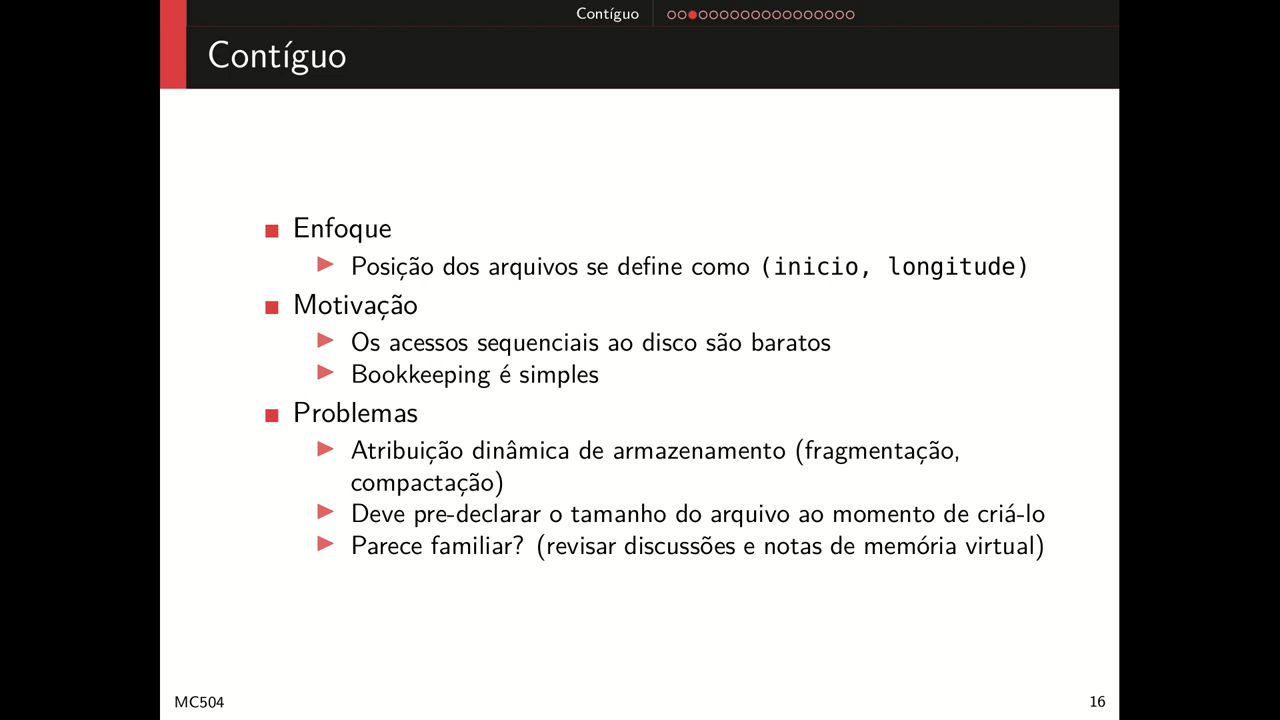 Contíguo
Contíguo
Enfoque
Posição dos arquivos se define como (inicio, longitude)
Motivação
Os acessos sequenciais ao disco são baratos
Bookkeeping é simples
Problemas
Atribuição dinâmica de armazenamento (fragmentação,
compactação)
Deve pre-declarar o tamanho do arquivo ao momento de criá-lo
Parece familiar? (revisar discussões e notas de memória virtual)
MC504
16